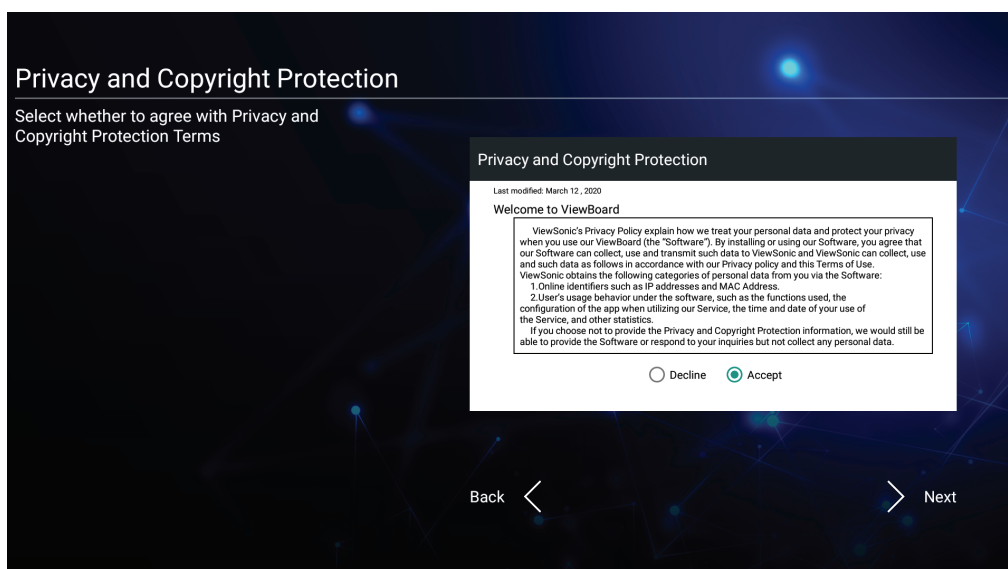 Privacy and Copyright Protection
Select whether to agree with Privacy and
Copyright Protection Terms
Privacy and Copyright Protection
Last modified: March 12 , 2020
Welcome to ViewBoard
ViewSonic's Privacy Policy explain how we treat your personal data and protect your privacy
when you use our ViewBoard (the “Software”). By installing or using our Software, you agree that
our Software can collect, use and transmit such data to ViewSonic and ViewSonic can collect, use
and such data as follows in accordance with our Privacy policy and this Terms of Use.
ViewSonic obtains the following categories of personal data from you via the Software:
1.Online identifiers such as IP addresses and MAC Address.
2.User's usage behavior under the software, such as the functions used, the
configuration of the app when utilizing our Service, the time and date of your use of
the Service, and other statistics.
If you choose not to provide the Privacy and Copyright Protection information, we would still be
able to provide the Software or respond to your inquiries but not collect any personal data.
Decline Accept
Back Next